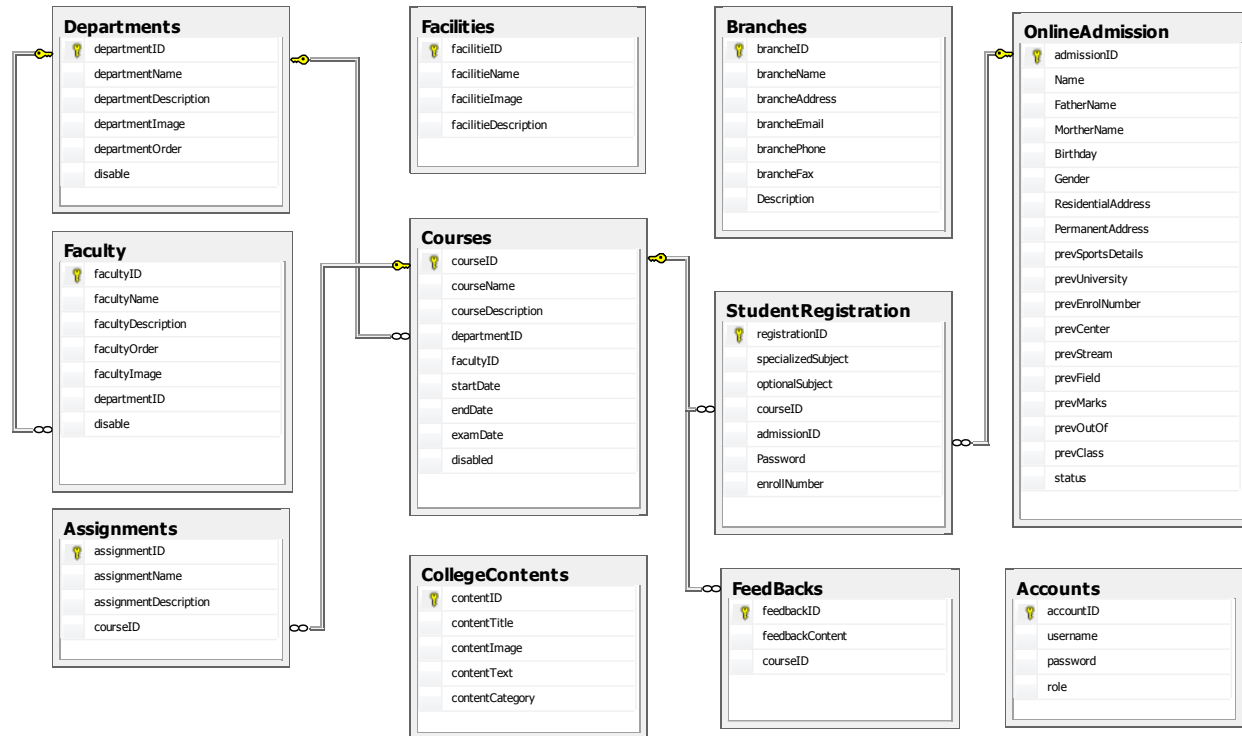 Departments
departmentID
departmentName
departmentDescription
departmentImage
departmentOrder
disable
Facilities
facilitieID
facilitieName
facilitieImage
facilitieDescription
Branches
brancheID
brancheName
brancheAddress
brancheEmail
branchePhone
brancheFax
Description
OnlineAdmission
admissionID
Name
FatherName
MortherName
Birthday
Gender
ResidentialAddress
PermanentAddress
prevSportsDetails
prevUniversity
prevEnrolNumber
prevCenter
prevStream
prevField
prevMarks
prevOutOf
prevClass
status
Faculty
facultyID
facultyName
facultyDescription
facultyOrder
facultyImage
departmentID
disable
Courses
courseID
courseName
courseDescription
departmentID
facultyID
startDate
endDate
examDate
disabled
StudentRegistration
registrationID
specializedSubject
optionalSubject
courseID
admissionID
Password
enrollNumber
Assignments
assignmentID
assignmentName
assignmentDescription
courseID
CollegeContents
contentID
contentTitle
contentImage
contentText
contentCategory
FeedBacks
feedbackID
feedbackContent
courseID
Accounts
accountID
username
password
role